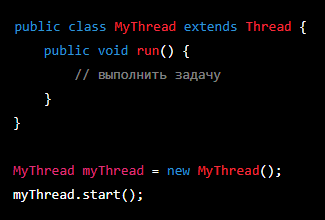 public class MyThread extends Thread {
    public void run() {
        // выполнить задачу
    }
}

MyThread myThread = new MyThread();
myThread.start();